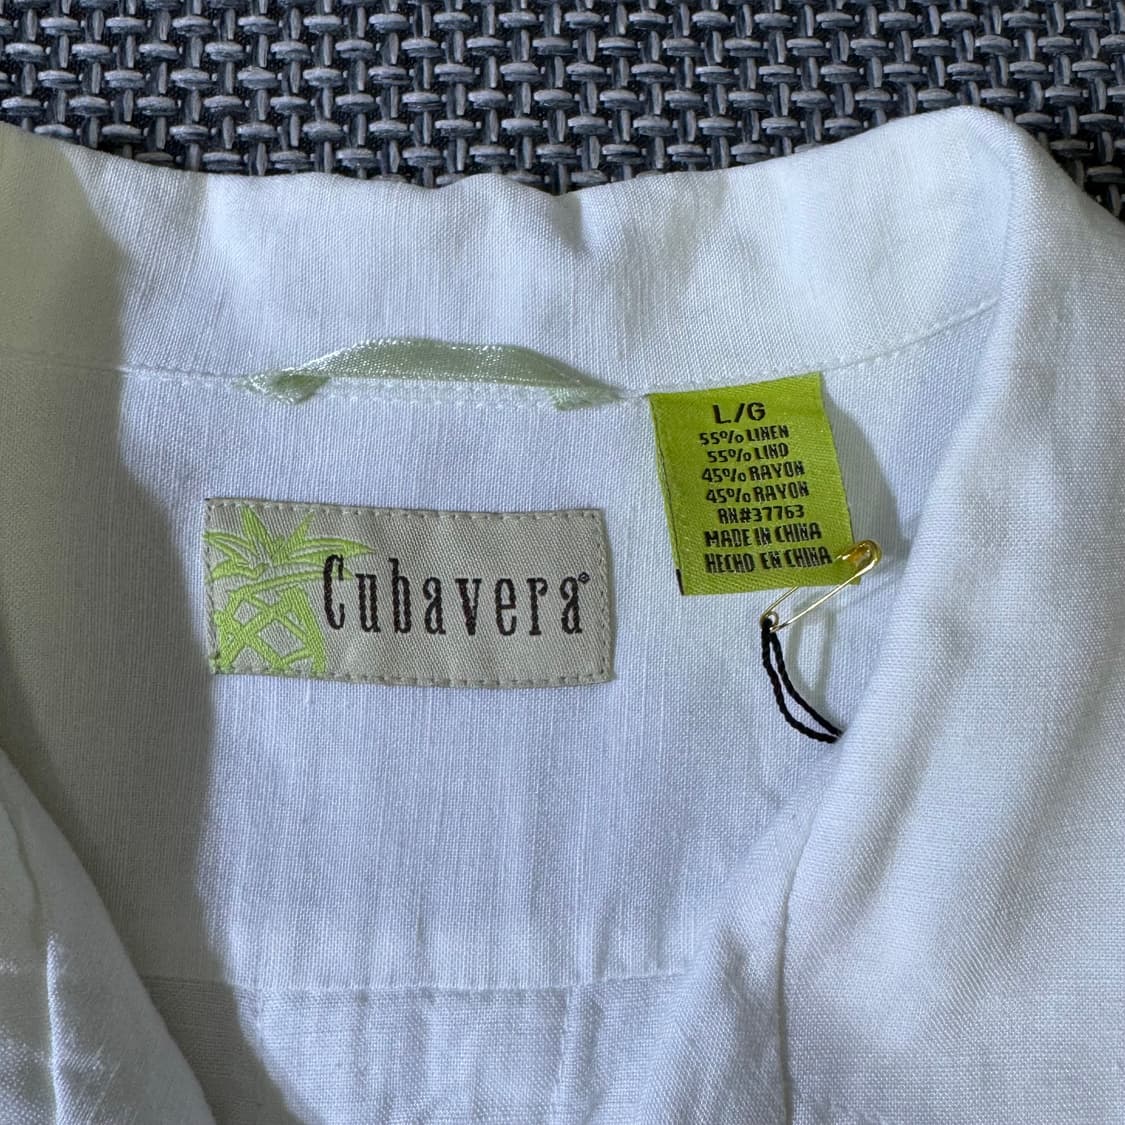 Cubavera®
L/G
55% LINEN
55% LINO
45% RAYON
45% RAYON
RN#37763
MADE IN CHINA
HECHO EN CHINA